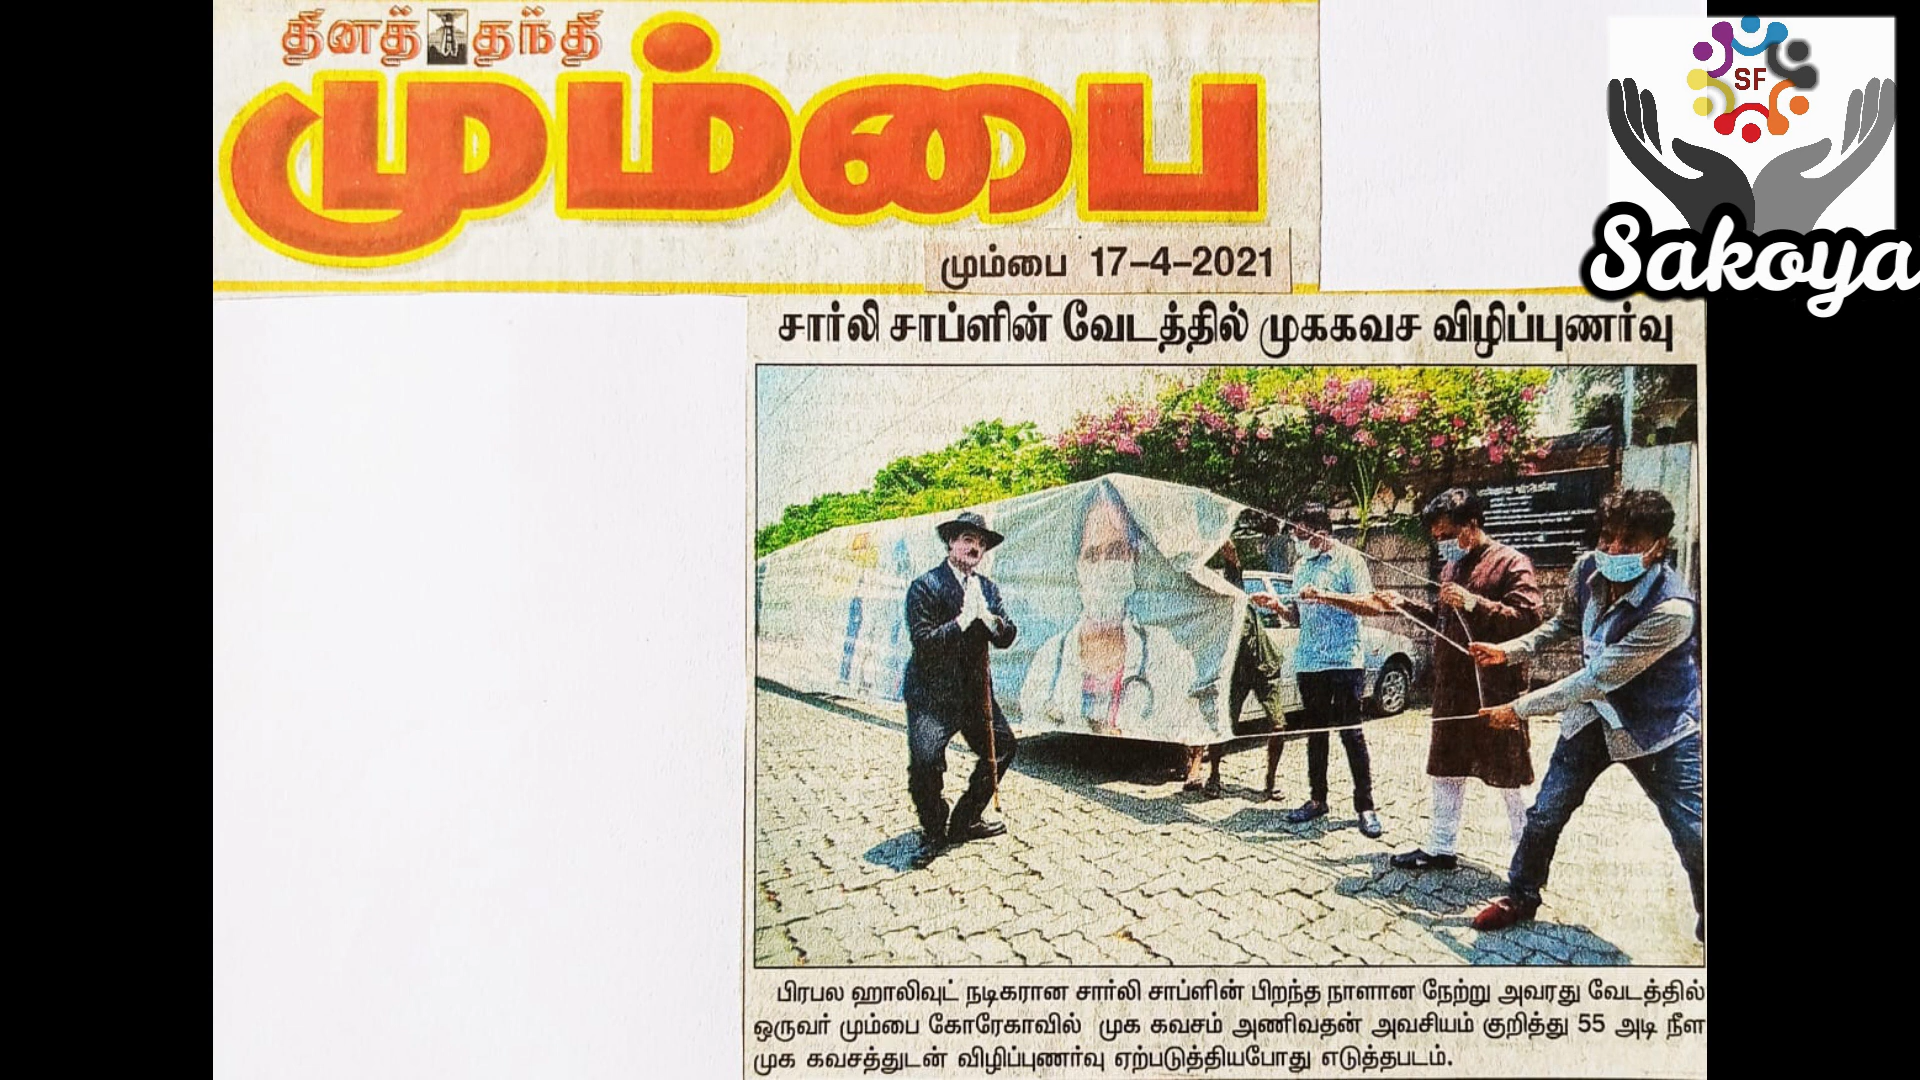 தினத் தந்தி
மும்பை
மும்பை 17-4-2021
SF
Sakoya
சார்லி சாப்ளின் வேடத்தில் முககவச விழிப்புணர்வு
பிரபல ஹாலிவுட் நடிகரான சார்லி சாப்ளின் பிறந்த நாளான நேற்று அவரது வேடத்தில்
ஒருவர் மும்பை கோரேகாவில் முக கவசம் அணிவதன் அவசியம் குறித்து 55 அடி நீள
முக கவசத்துடன் விழிப்புணர்வு ஏற்படுத்தியபோது எடுத்தபடம்.